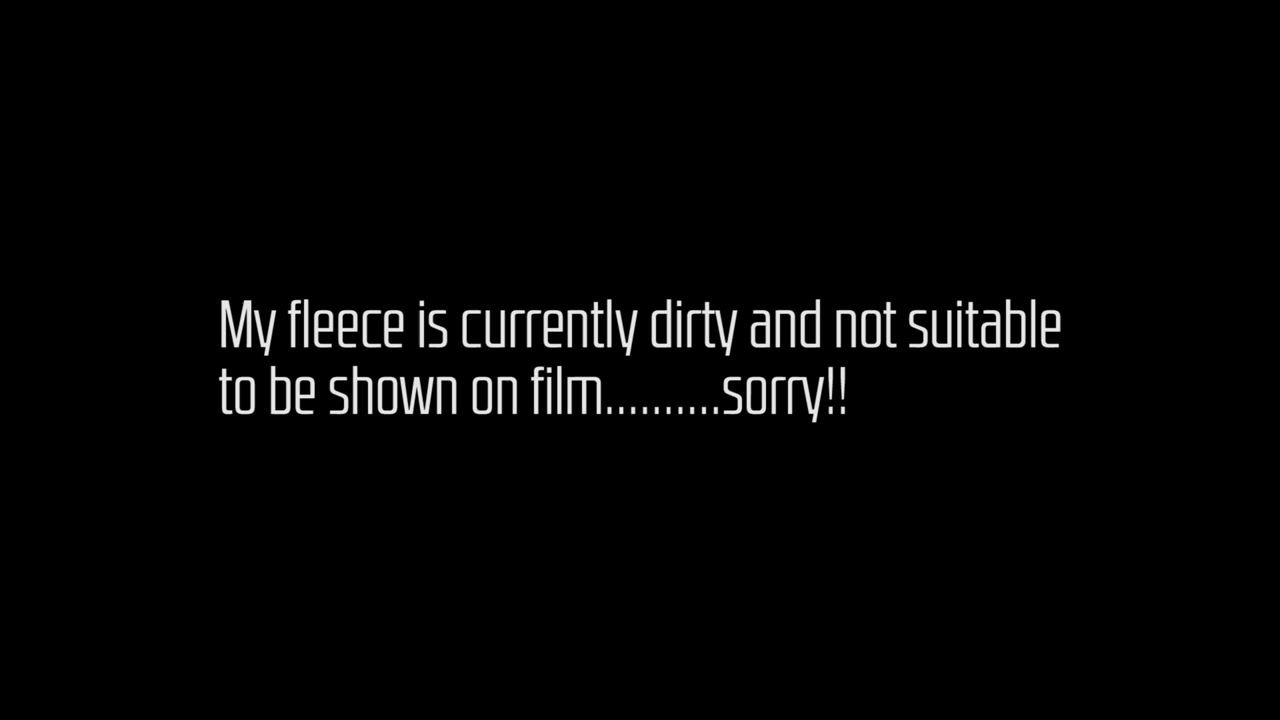 My fleece is currently dirty and not suitable
to be shown on film..........sorry!!